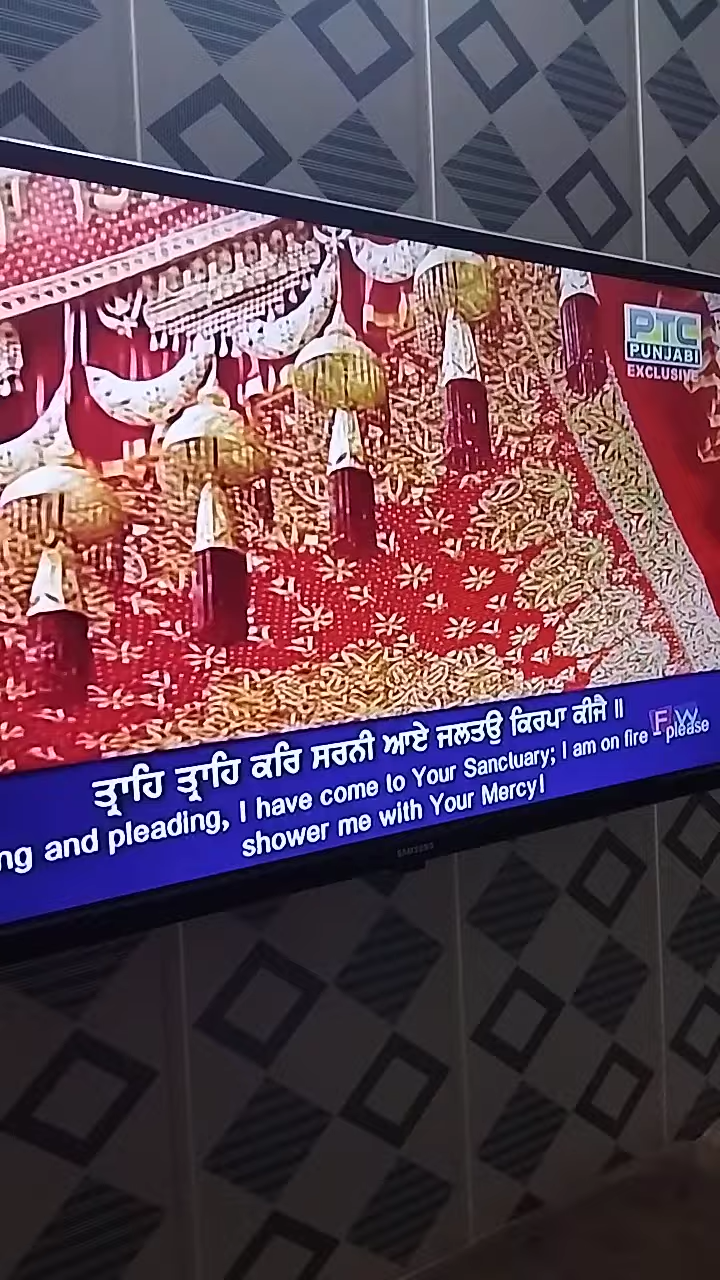 PTC
PUNJABI
EXCLUSIVE
ਤ੍ਰਾਹਿ ਤ੍ਰਾਹਿ ਕਰਿ ਸਰਨੀ ਆਏ ਜਲਤਉ ਕਿਰਪਾ ਕੀਜੈ ॥
ng and pleading, I have come to Your Sanctuary; I am on fire please
shower me with Your Mercy!
SAMSUNG